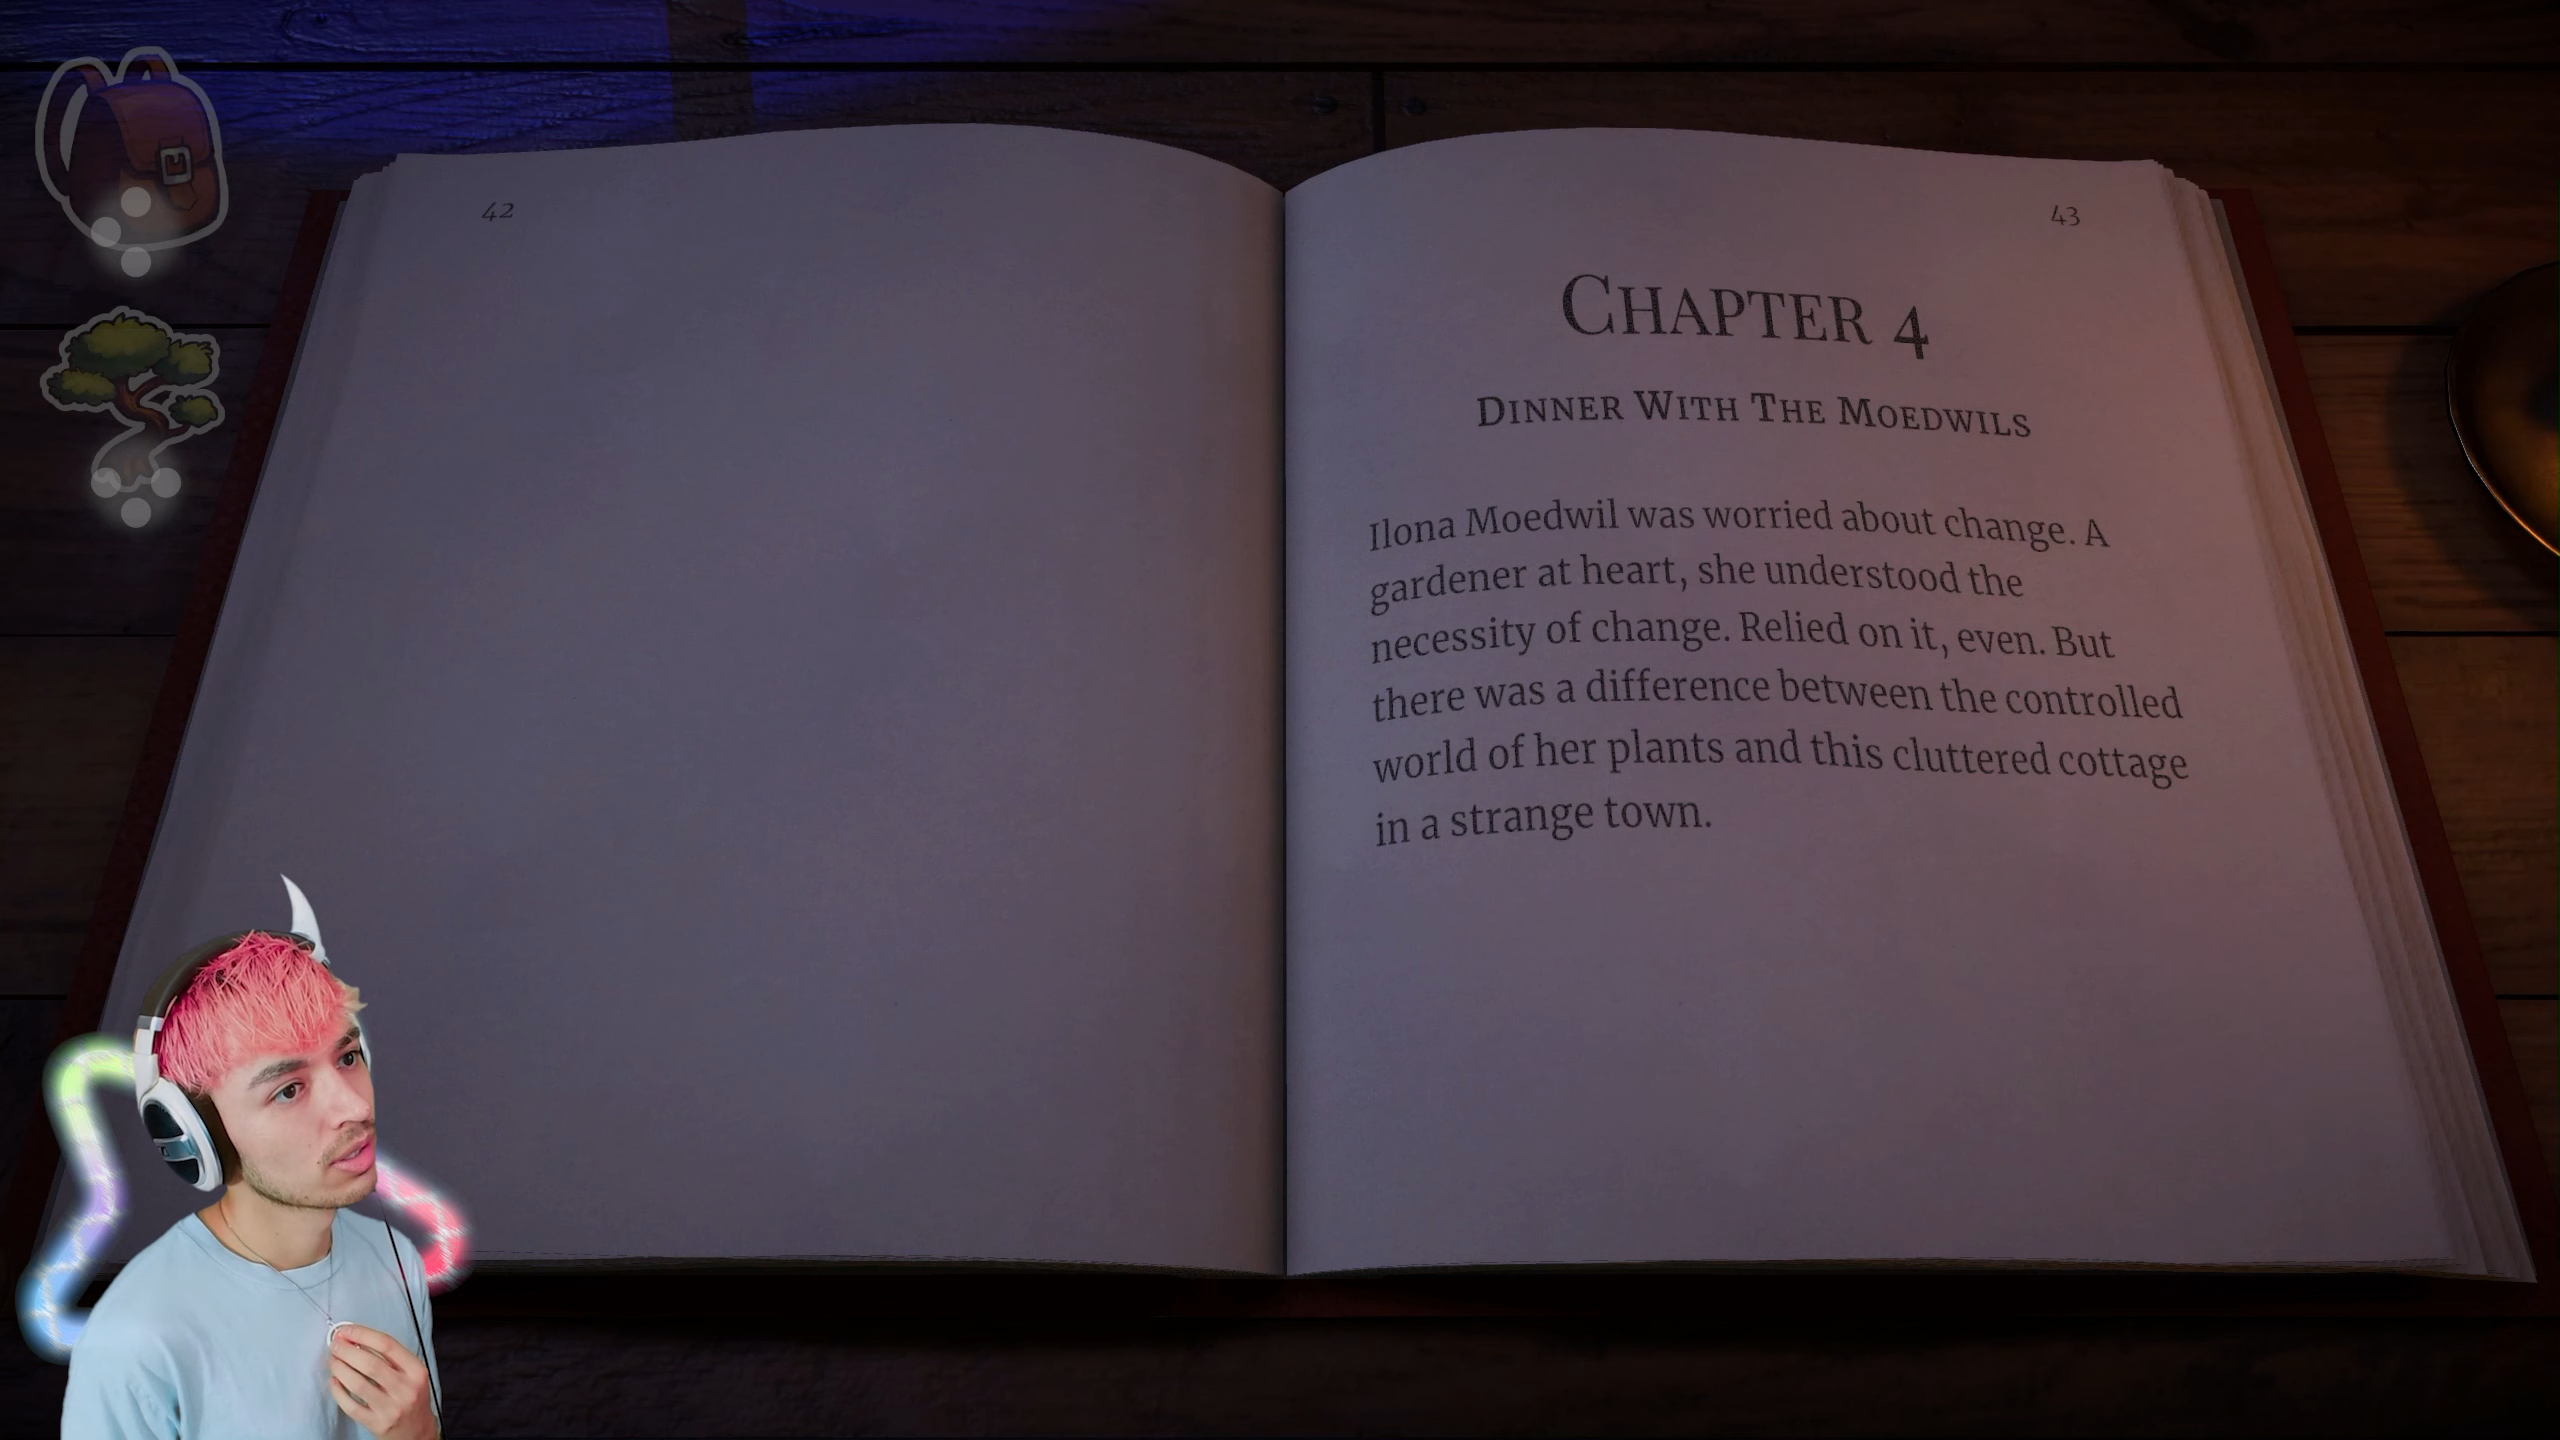 42
43
Chapter 4
Dinner With The Moedwils
Ilona Moedwil was worried about change. A
gardener at heart, she understood the
necessity of change. Relied on it, even. But
there was a difference between the controlled
world of her plants and this cluttered cottage
in a strange town.